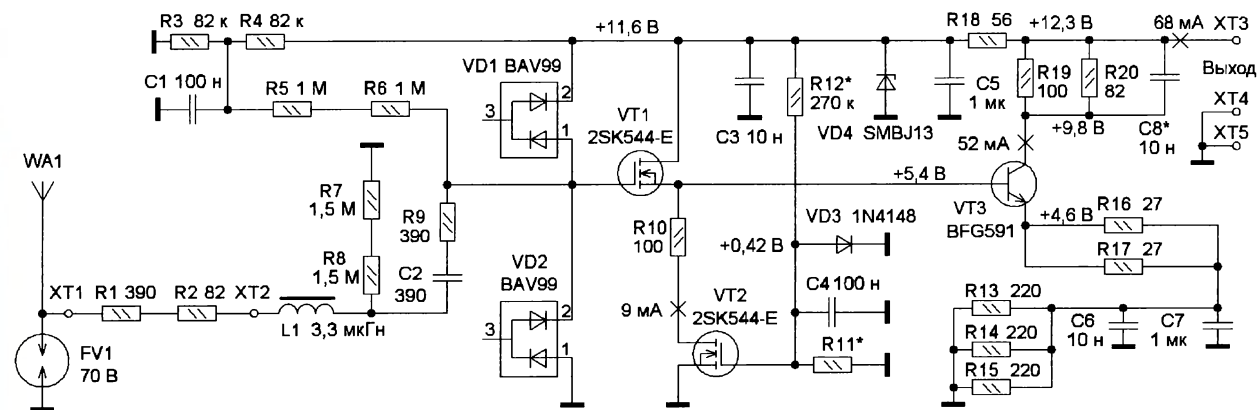 R3 82 к R4 82 к
+11,6 В
R18 56
+12,3 В
68 мА
XT3
Выход
XT4
XT5
C1 100 н
R5 1 М
R6 1 М
VD1 BAV99
3
2
1
VT1
2SK544-E
C3 10 н
R12*
270 к
VD4 SMBJ13
C5
1 мк
R19
100
R20
82
C8*
10 н
+9,8 В
52 мА
+5,4 В
VT3
BFG591
+4,6 В
R16 27
R17 27
WA1
R7
1,5 М
R8
1,5 М
R9
390
C2
390
R10
100
+0,42 В
VD3 1N4148
VD2
BAV99
3
2
1
9 мА
VT2
2SK544-E
C4 100 н
R11*
R13 220
R14 220
R15 220
C6
10 н
C7
1 мк
XT1 R1 390 R2 82 XT2
L1 3,3 мкГн
FV1
70 В